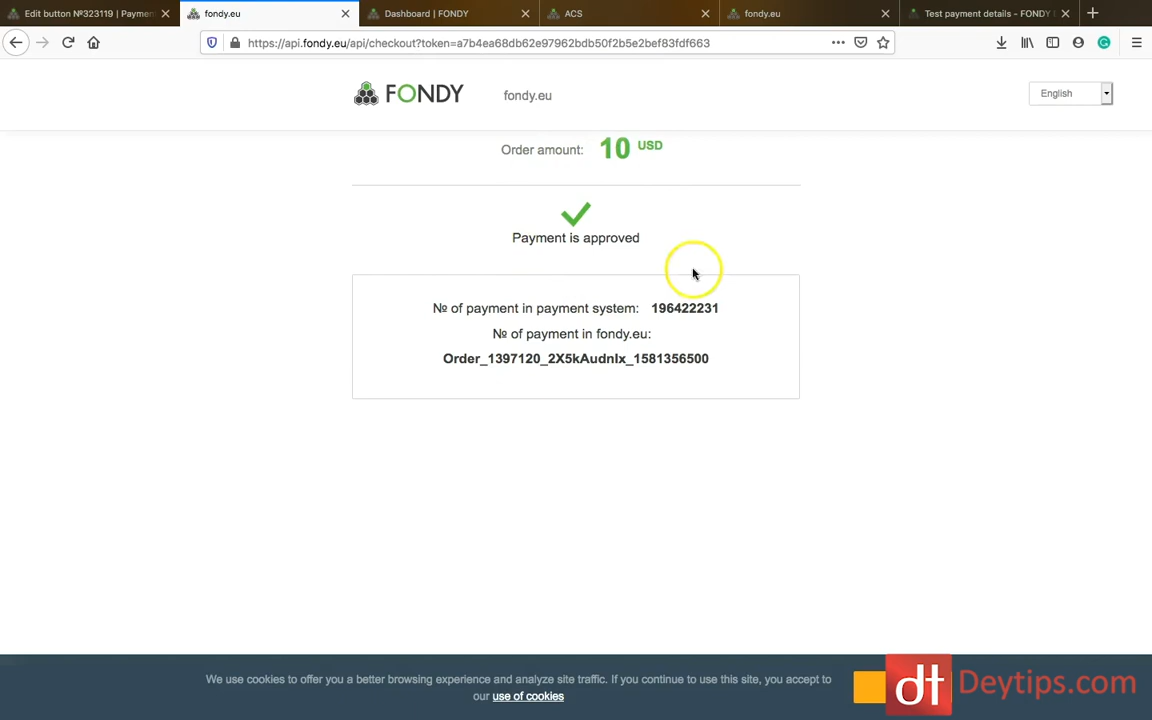 Edit button №323119 | Paymen
fondy.eu
Dashboard | FONDY
ACS
fondy.eu
Test payment details - FONDY
https://api.fondy.eu/api/checkout?token=a7b4ea68db62e97962bdb50f2b5e2bef83fdf663
FONDY
fondy.eu
English
Order amount: 10 USD
Payment is approved
№ of payment in payment system: 196422231
№ of payment in fondy.eu:
Order_1397120_2X5kAudnIx_1581356500
We use cookies to offer you a better browsing experience and analyze site traffic. If you continue to use this site, you accept to
our use of cookies
dt Deytips.com